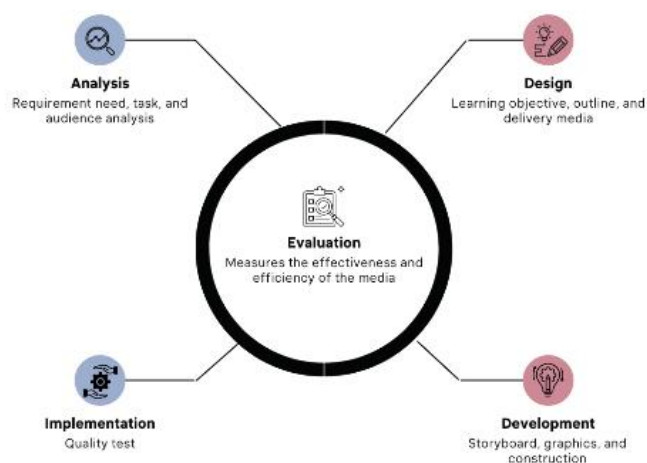 Analysis
Requirement need, task, and
audience analysis
Design
Learning objective, outline, and
delivery media
Evaluation
Measures the effectiveness and
efficiency of the media
Implementation
Quality test
Development
Storyboard, graphics, and
construction